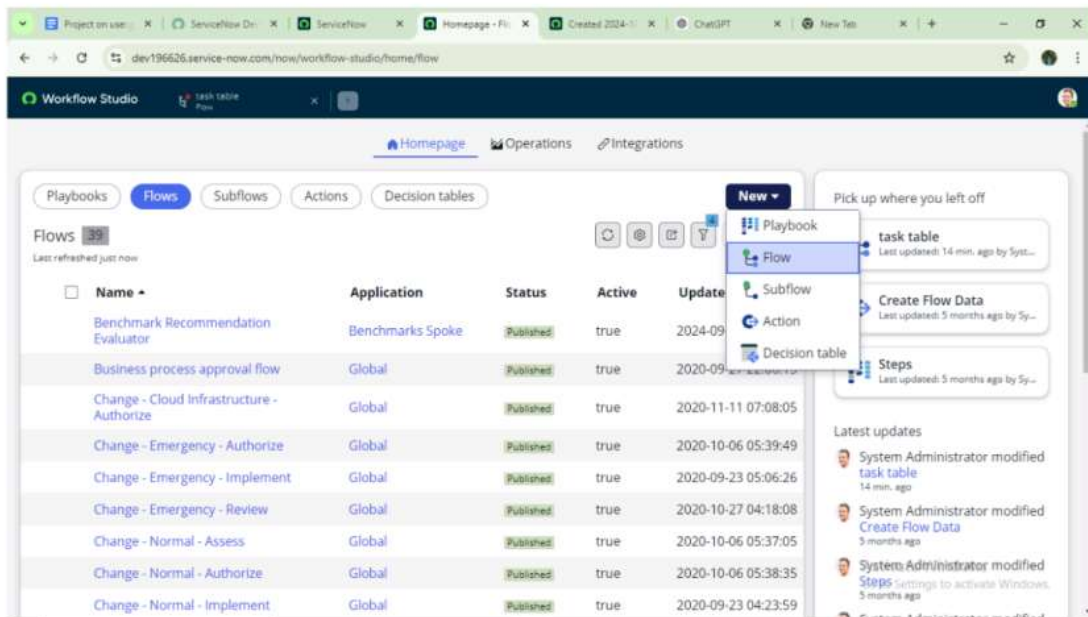 Project on user
ServiceNow De
ServiceNow
Homepage - Flo
Created 2024-1
ChatGPT
New Tab
dev196626.service-now.com/now/workflow-studio/home/flow
Workflow Studio
task table
Flow
Homepage
Operations
Integrations
Playbooks
Flows
Subflows
Actions
Decision tables
New
Flows 39
Last refreshed just now
4
Playbook
Flow
Subflow
Action
Decision table
Name
Application
Status
Active
Update
Benchmark Recommendation
Evaluator
Benchmarks Spoke
Published
true
2024-09
Business process approval flow
Global
Published
true
2020-09-
Change - Cloud Infrastructure -
Authorize
Global
Published
true
2020-11-11 07:08:05
Change - Emergency - Authorize
Global
Published
true
2020-10-06 05:39:49
Change - Emergency - Implement
Global
Published
true
2020-09-23 05:06:26
Change - Emergency - Review
Global
Published
true
2020-10-27 04:18:08
Change - Normal - Assess
Global
Published
true
2020-10-06 05:37:05
Change - Normal - Authorize
Global
Published
true
2020-10-06 05:38:35
Change - Normal - Implement
Global
Published
true
2020-09-23 04:23:59
Pick up where you left off
task table
Last updated: 14 min. ago by Syst...
Create Flow Data
Last updated: 5 months ago by Sy...
Steps
Last updated: 5 months ago by Sy...
Latest updates
System Administrator modified
task table
14 min. ago
System Administrator modified
Create Flow Data
5 months ago
System Administrator modified
Steps
Settings to activate Windows.
5 months ago